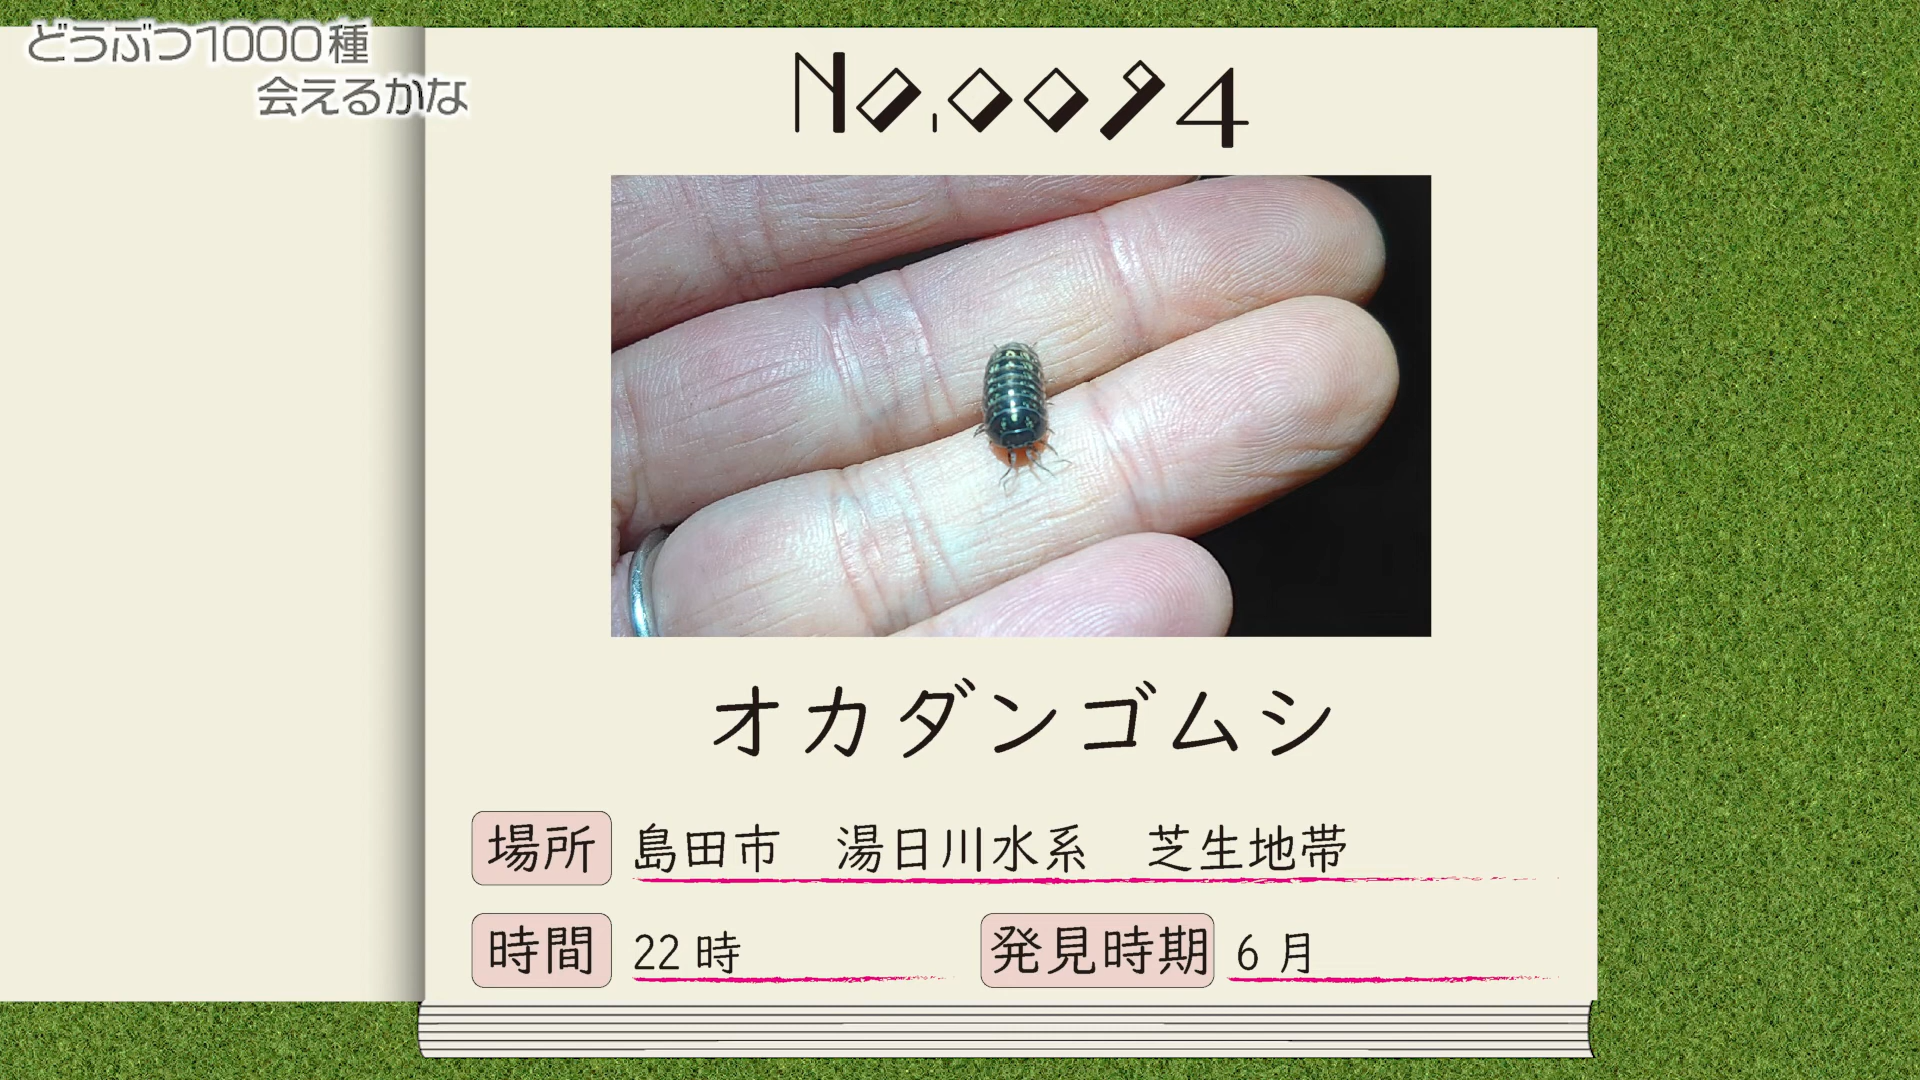 どうぶつ1000種
会えるかな
No.0094
オカダンゴムシ
場所 島田市 湯日川水系 芝生地帯
時間 22時 発見時期 6月